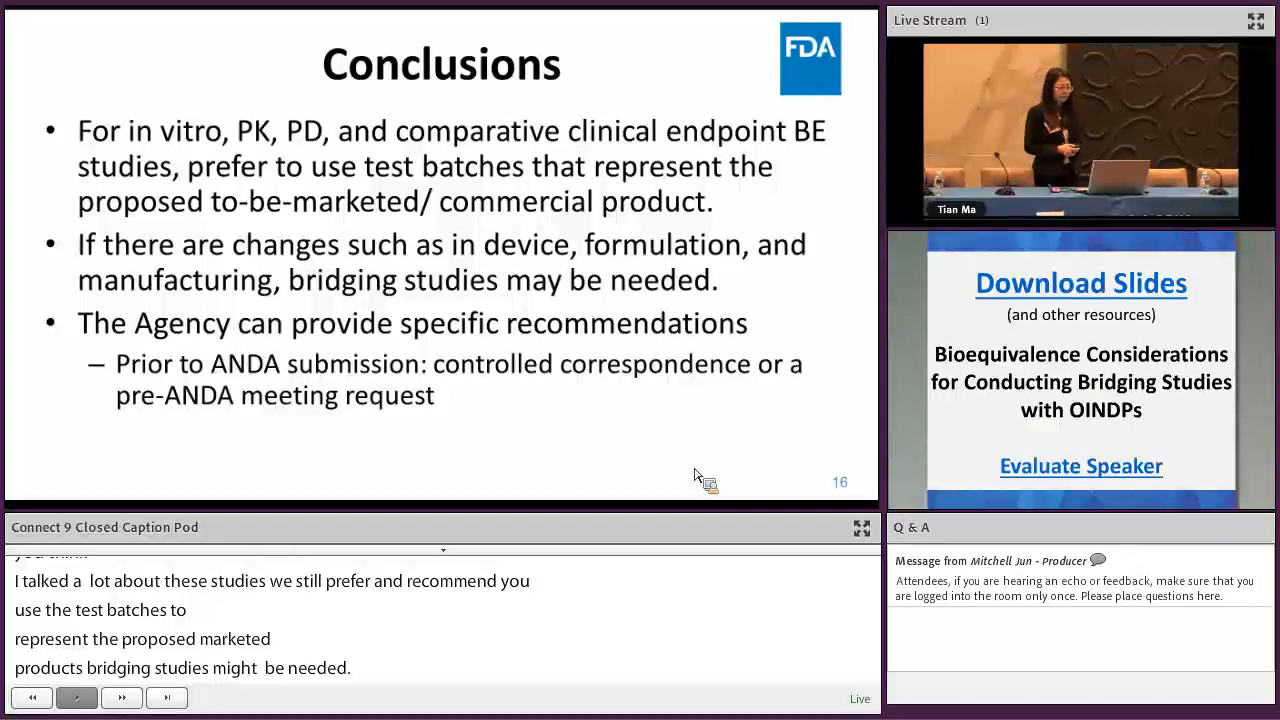 Conclusions
FDA
• For in vitro, PK, PD, and comparative clinical endpoint BE
studies, prefer to use test batches that represent the
proposed to-be-marketed/ commercial product.
• If there are changes such as in device, formulation, and
manufacturing, bridging studies may be needed.
• The Agency can provide specific recommendations
– Prior to ANDA submission: controlled correspondence or a
pre-ANDA meeting request
16
Live Stream (1)
Tian Ma
Download Slides
(and other resources)
Bioequivalence Considerations
for Conducting Bridging Studies
with OINDPs
Evaluate Speaker
Connect 9 Closed Caption Pod
you think
I talked a lot about these studies we still prefer and recommend you
use the test batches to
represent the proposed marketed
products bridging studies might be needed.
Live
Q & A
Message from Mitchell Jun - Producer
Attendees, if you are hearing an echo or feedback, make sure that you
are logged into the room only once. Please place questions here.